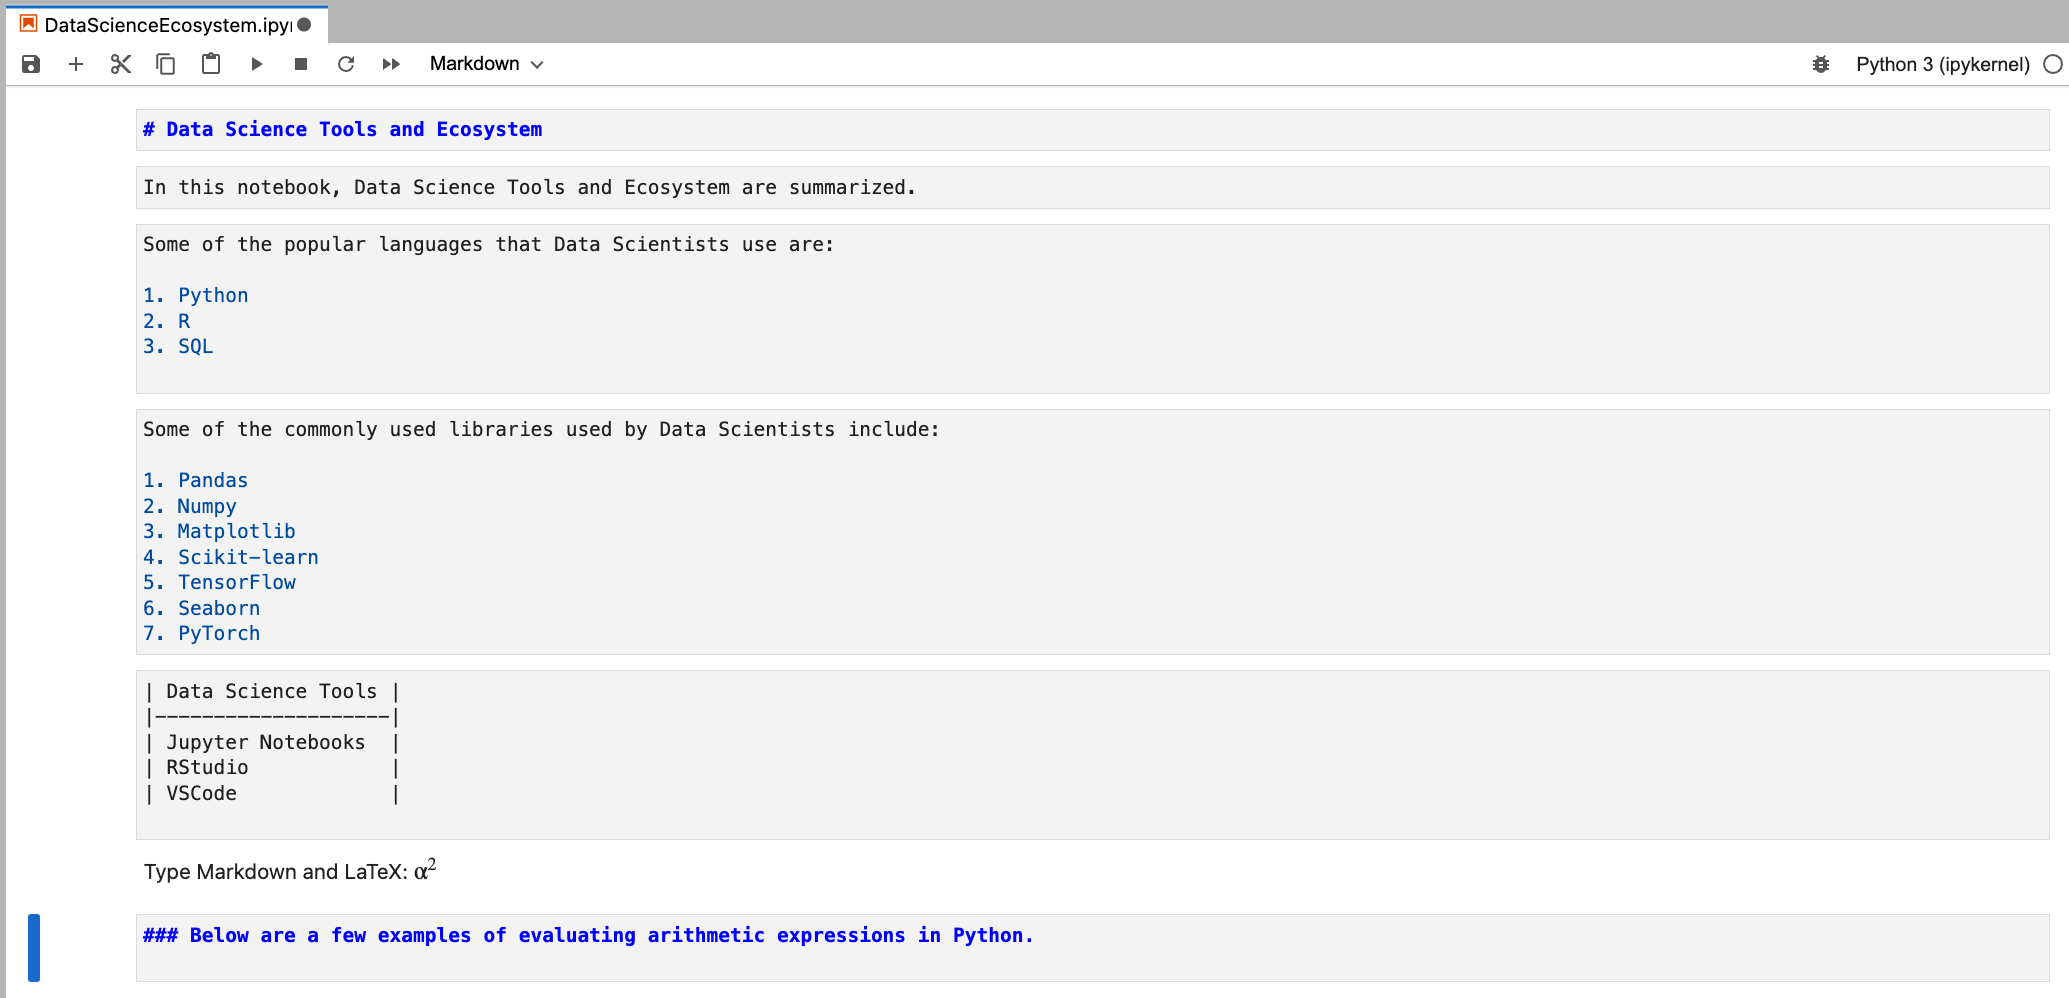 DataScienceEcosystem.ipyn
Markdown
Python 3 (ipykernel)
# Data Science Tools and Ecosystem
In this notebook, Data Science Tools and Ecosystem are summarized.
Some of the popular languages that Data Scientists use are:
1. Python
2. R
3. SQL
Some of the commonly used libraries used by Data Scientists include:
1. Pandas
2. Numpy
3. Matplotlib
4. Scikit-learn
5. TensorFlow
6. Seaborn
7. PyTorch
| Data Science Tools |
|--------------------|
| Jupyter Notebooks  |
| RStudio            |
| VSCode             |
Type Markdown and LaTeX: α²
### Below are a few examples of evaluating arithmetic expressions in Python.